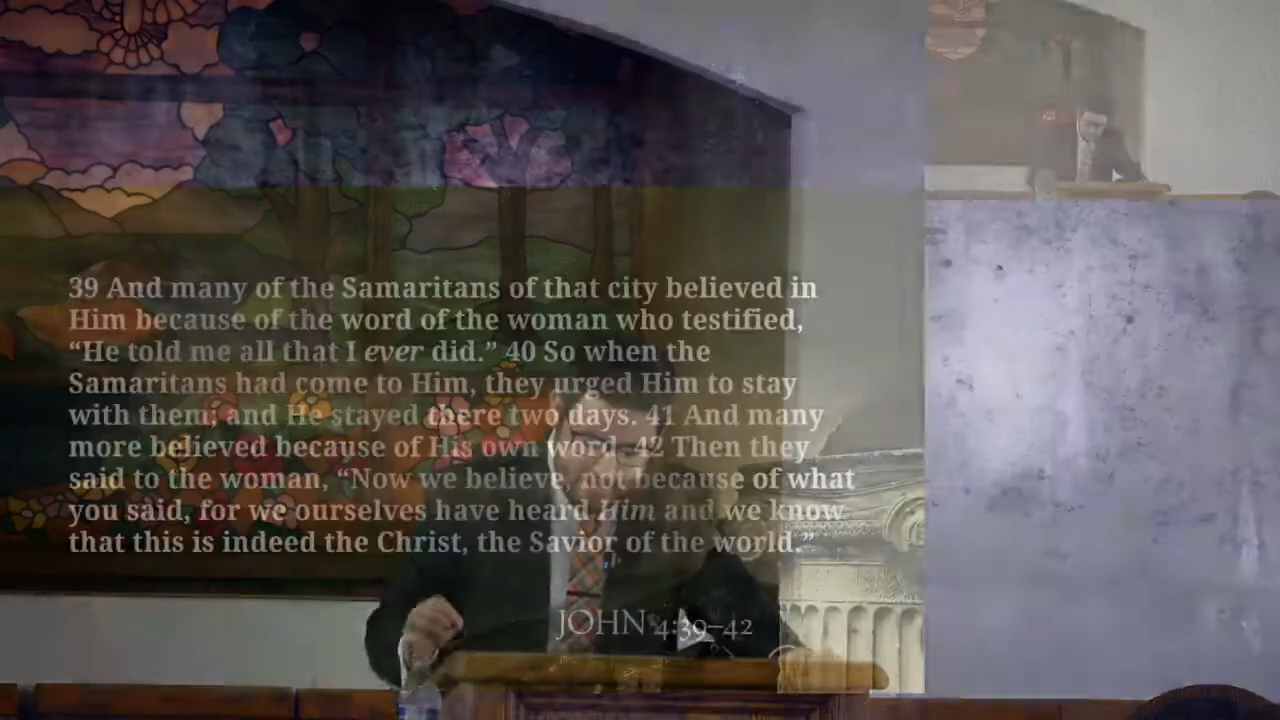 39 And many of the Samaritans of that city believed in
Him because of the word of the woman who testified,
“He told me all that I ever did.” 40 So when the
Samaritans had come to Him, they urged Him to stay
with them; and He stayed there two days. 41 And many
more believed because of His own word. 42 Then they
said to the woman, “Now we believe, not because of what
you said, for we ourselves have heard Him and we know
that this is indeed the Christ, the Savior of the world.”
JOHN 4:39–42